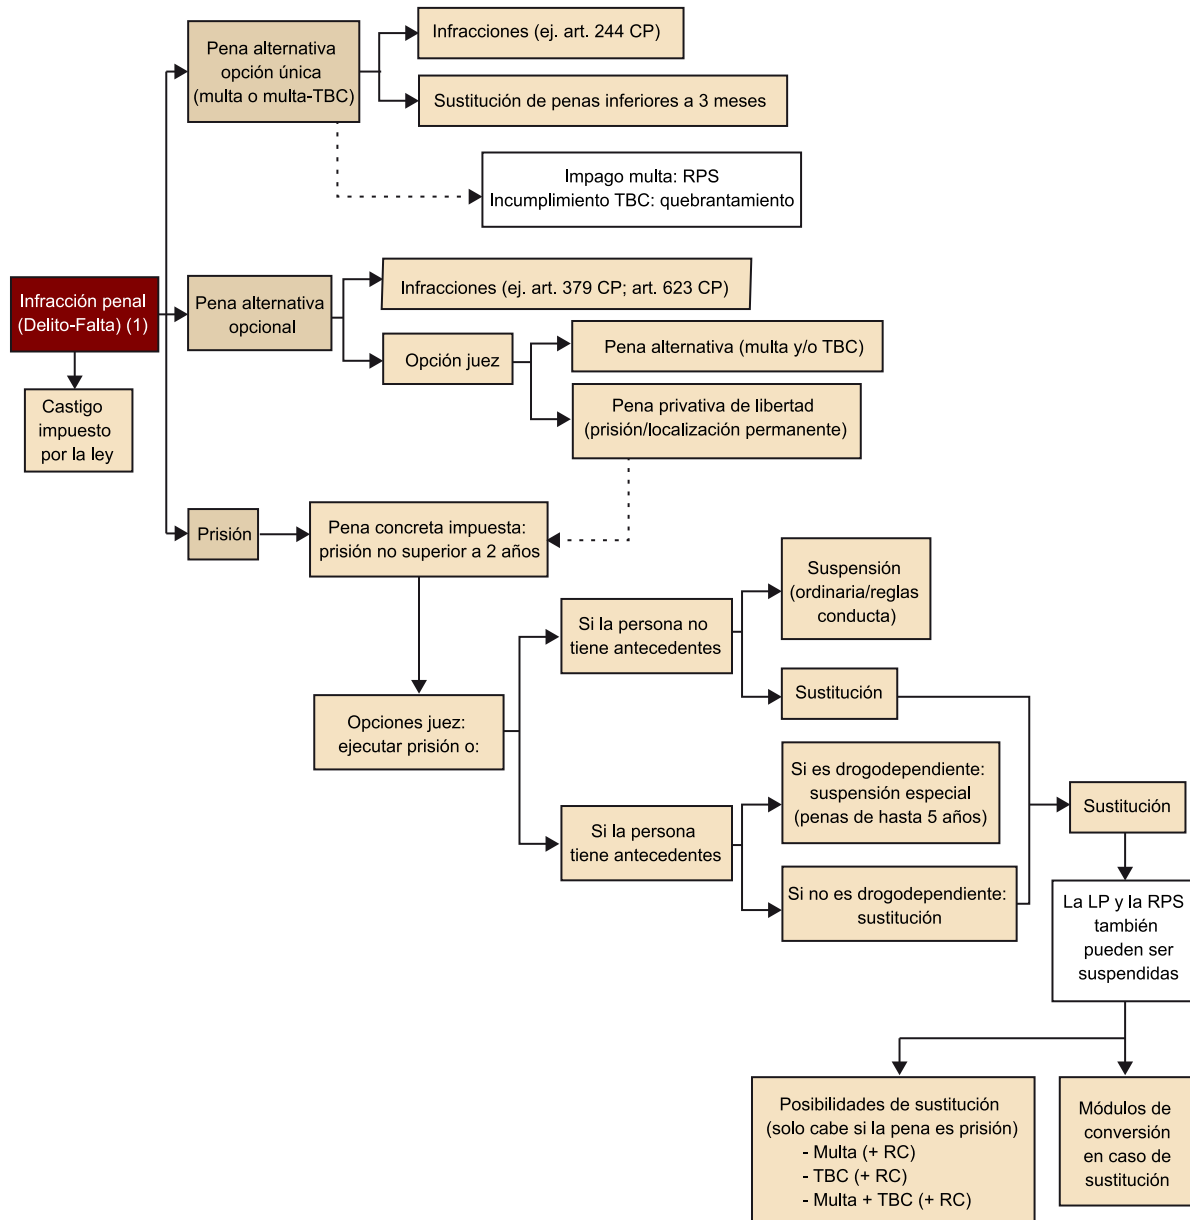 Pena alternativa
opción única
(multa o multa-TBC)
Infracciones (ej. art. 244 CP)
Sustitución de penas inferiores a 3 meses
Impago multa: RPS
Incumplimiento TBC: quebrantamiento
Infracción penal
(Delito-Falta) (1)
Castigo
impuesto
por la ley
Pena alternativa
opcional
Infracciones (ej. art. 379 CP; art. 623 CP)
Opción juez
Pena alternativa (multa y/o TBC)
Pena privativa de libertad
(prisión/localización permanente)
Prisión
Pena concreta impuesta:
prisión no superior a 2 años
Opciones juez:
ejecutar prisión o:
Si la persona no
tiene antecedentes
Suspensión
(ordinaria/reglas
conducta)
Sustitución
Si la persona
tiene antecedentes
Si es drogodependiente:
suspensión especial
(penas de hasta 5 años)
Si no es drogodependiente:
sustitución
Sustitución
La LP y la RPS
también
pueden ser
suspendidas
Posibilidades de sustitución
(solo cabe si la pena es prisión)
- Multa (+ RC)
- TBC (+ RC)
- Multa + TBC (+ RC)
Módulos de
conversión
en caso de
sustitución